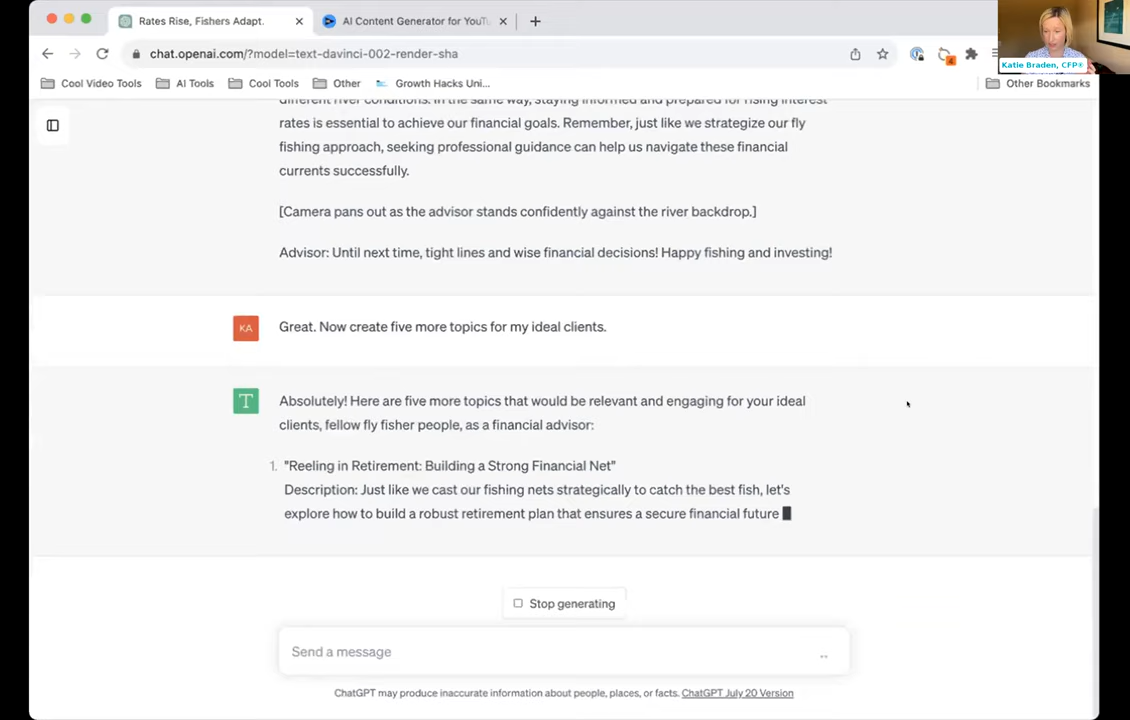 Rates Rise, Fishers Adapt.
AI Content Generator for YouTu
chat.openai.com/?model=text-davinci-002-render-sha
4
Katie Braden, CFP®
Cool Video Tools
AI Tools
Cool Tools
Other
Growth Hacks Uni...
Other Bookmarks
different river conditions. In the same way, staying informed and prepared for rising interest
rates is essential to achieve our financial goals. Remember, just like we strategize our fly
fishing approach, seeking professional guidance can help us navigate these financial
currents successfully.
[Camera pans out as the advisor stands confidently against the river backdrop.]
Advisor: Until next time, tight lines and wise financial decisions! Happy fishing and investing!
KA
Great. Now create five more topics for my ideal clients.
Absolutely! Here are five more topics that would be relevant and engaging for your ideal
clients, fellow fly fisher people, as a financial advisor:
1. "Reeling in Retirement: Building a Strong Financial Net"
Description: Just like we cast our fishing nets strategically to catch the best fish, let's
explore how to build a robust retirement plan that ensures a secure financial future
Stop generating
Send a message
ChatGPT may produce inaccurate information about people, places, or facts. ChatGPT July 20 Version